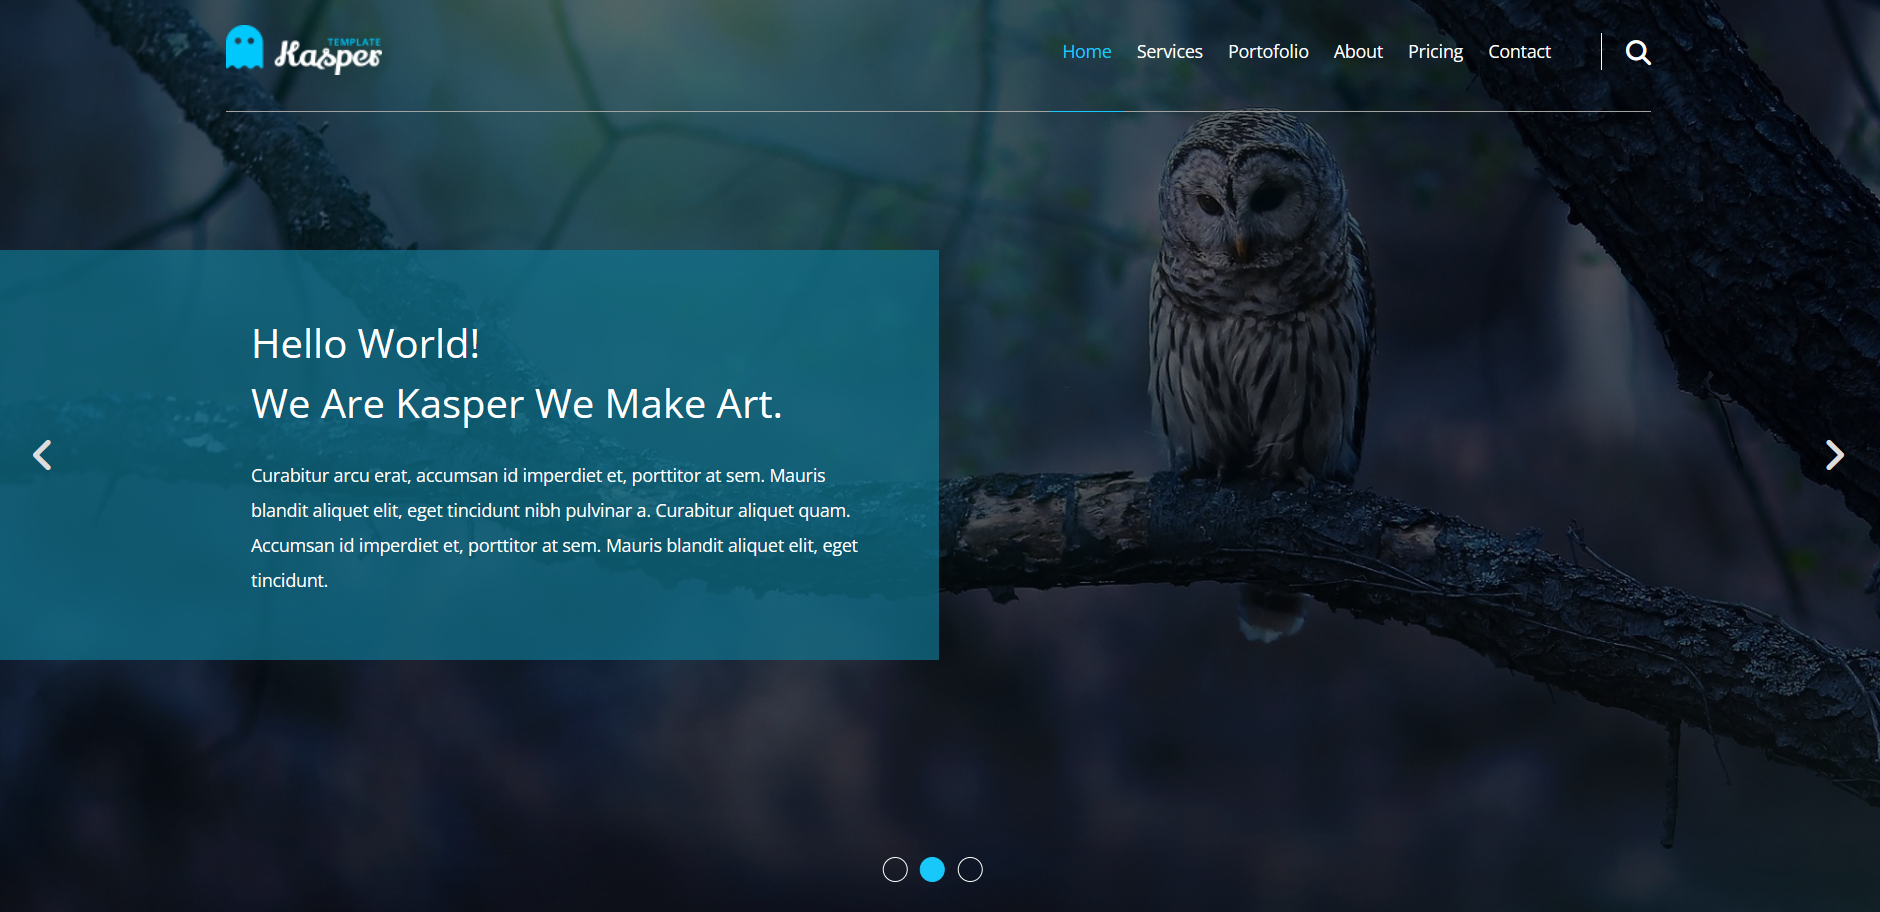 TEMPLATE
Kasper
Home Services Portofolio About Pricing Contact
Hello World!
We Are Kasper We Make Art.
Curabitur arcu erat, accumsan id imperdiet et, porttitor at sem. Mauris
blandit aliquet elit, eget tincidunt nibh pulvinar a. Curabitur aliquet quam.
Accumsan id imperdiet et, porttitor at sem. Mauris blandit aliquet elit, eget
tincidunt.